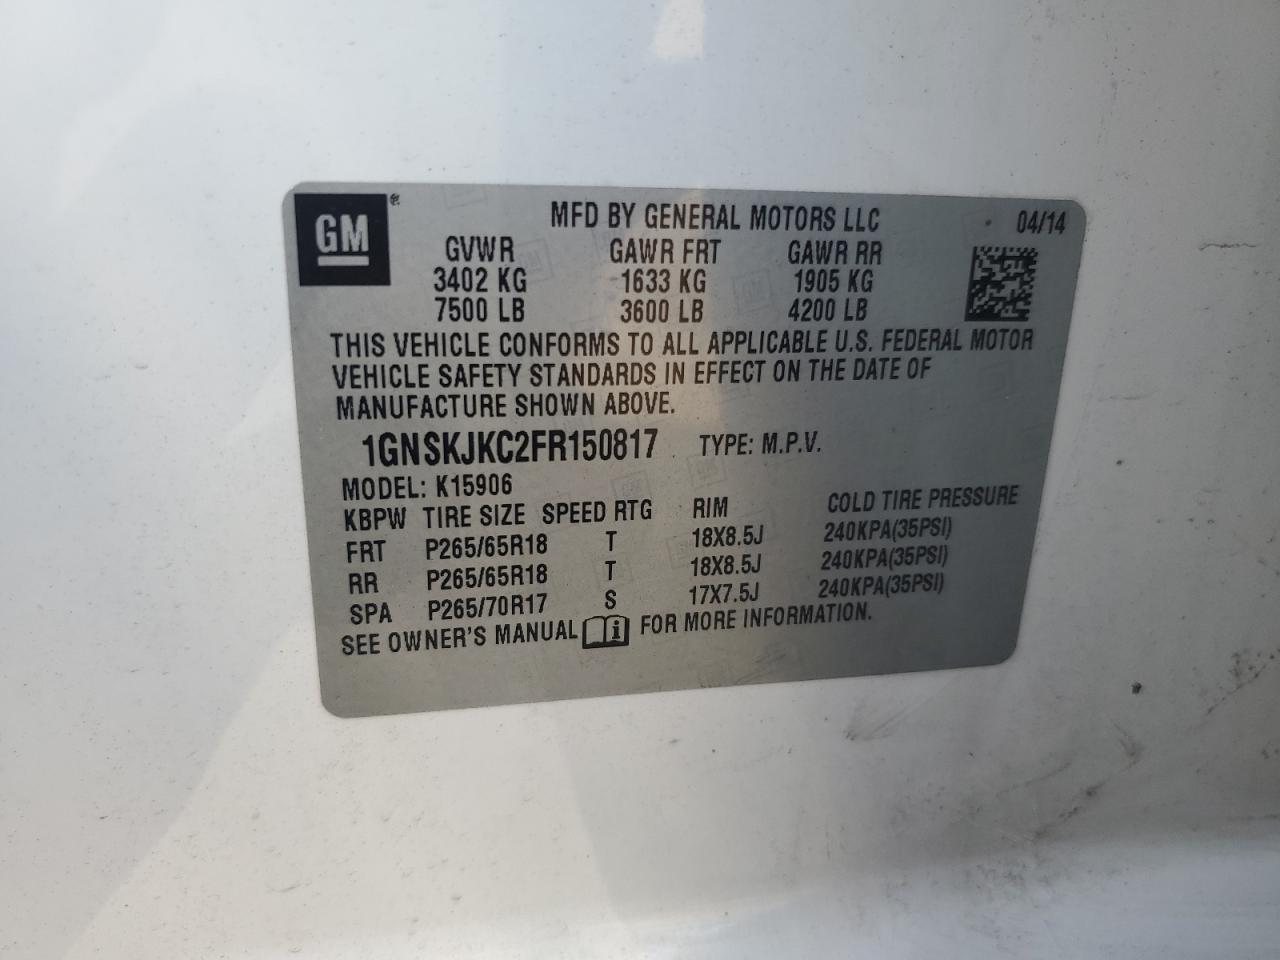 GM ® MFD BY GENERAL MOTORS LLC 04/14
GVWR GAWR FRT GAWR RR
3402 KG 1633 KG 1905 KG
7500 LB 3600 LB 4200 LB
THIS VEHICLE CONFORMS TO ALL APPLICABLE U.S. FEDERAL MOTOR
VEHICLE SAFETY STANDARDS IN EFFECT ON THE DATE OF
MANUFACTURE SHOWN ABOVE.
1GNSKJKC2FR150817 TYPE: M.P.V.
MODEL: K15906
KBPW TIRE SIZE SPEED RTG RIM COLD TIRE PRESSURE
FRT P265/65R18 T 18X8.5J 240KPA(35PSI)
RR P265/65R18 T 18X8.5J 240KPA(35PSI)
SPA P265/70R17 S 17X7.5J 240KPA(35PSI)
SEE OWNER'S MANUAL i FOR MORE INFORMATION.